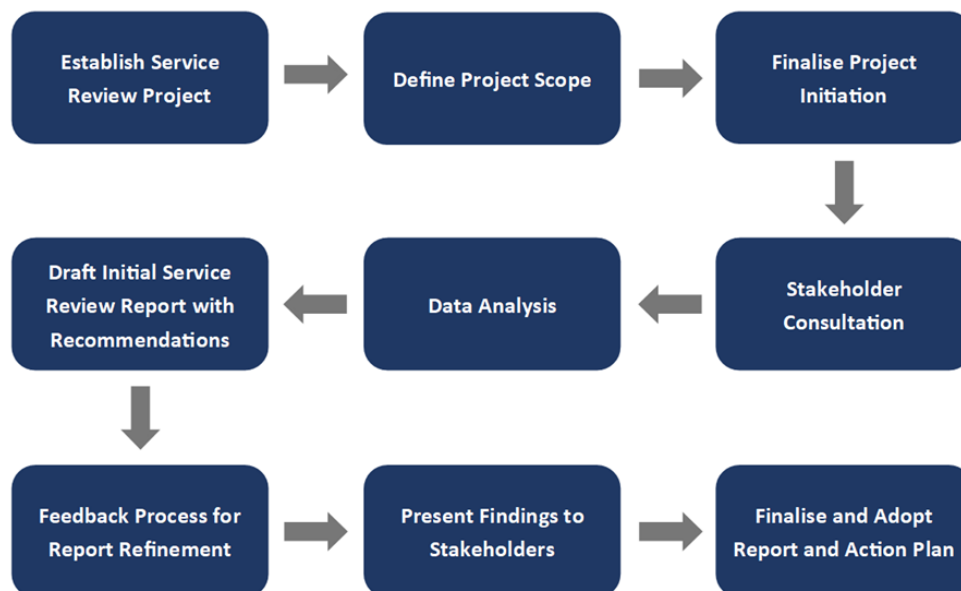 Establish Service
Review Project
Define Project Scope
Finalise Project
Initiation
Stakeholder
Consultation
Data Analysis
Draft Initial Service
Review Report with
Recommendations
Feedback Process for
Report Refinement
Present Findings to
Stakeholders
Finalise and Adopt
Report and Action Plan